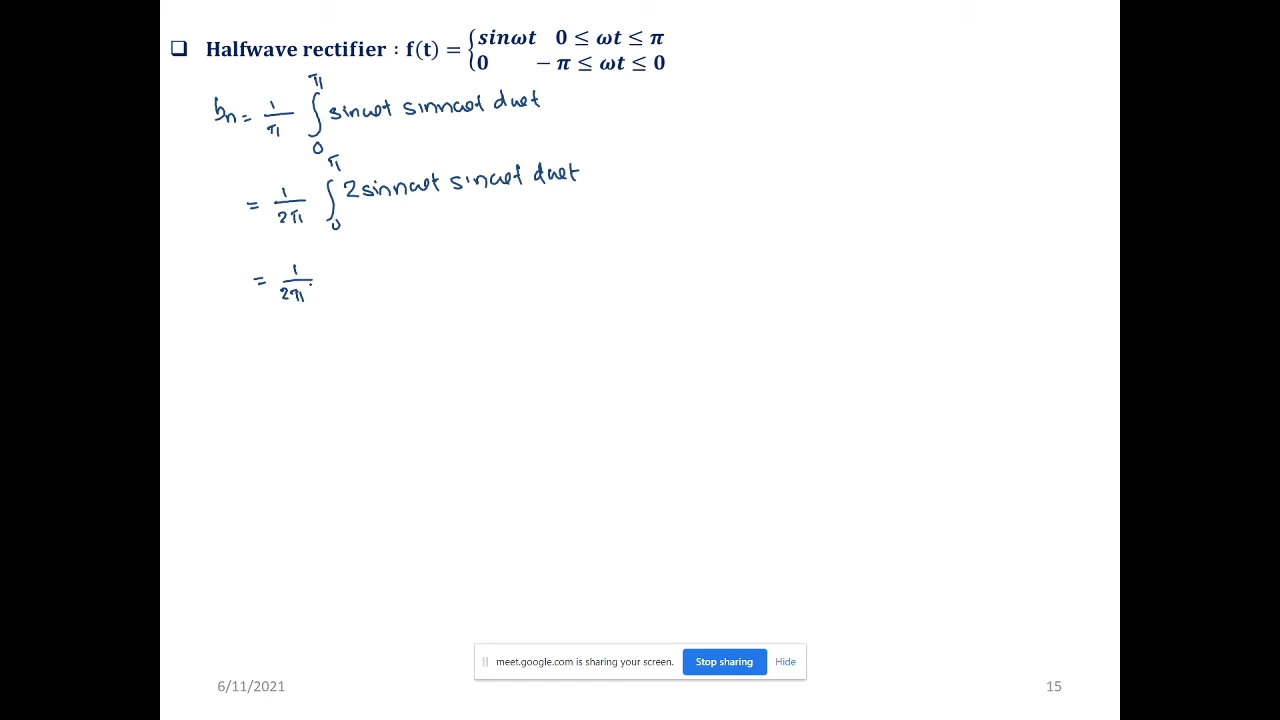 ❑ Halfwave rectifier : f(t) = { sinωt 0 ≤ ωt ≤ π
0 − π ≤ ωt ≤ 0
bn = 1/π ∫₀^π sinωt sinnωt dωt
= 1/2π ∫₀^π 2sinnωt sinωt dωt
= 1/2π
meet.google.com is sharing your screen. Stop sharing Hide
6/11/2021 15